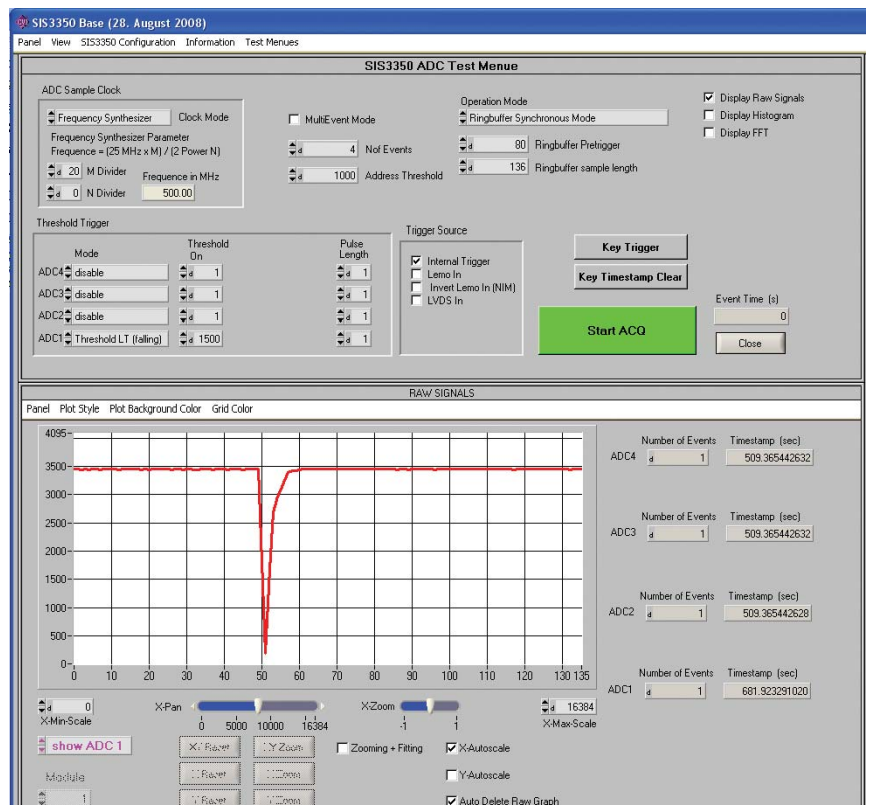 SIS3350 Base (28. August 2008)
Panel View SIS3350 Configuration Information Test Menues
SIS3350 ADC Test Menue
ADC Sample Clock
Frequency Synthesizer Clock Mode
Frequency Synthesizer Parameter
Frequence = (25 MHz x M) / (2 Power N)
d 20 M Divider Frequence in MHz
d 0 N Divider 500.00
MultiEvent Mode
d 4 Nof Events
d 1000 Address Threshold
Operation Mode
Ringbuffer Synchronous Mode
d 80 Ringbuffer Pretrigger
d 136 Ringbuffer sample length
Display Raw Signals
Display Histogram
Display FFT
Threshold Trigger
Mode Threshold On Pulse Length
ADC4 disable d 1 d 1
ADC3 disable d 1 d 1
ADC2 disable d 1 d 1
ADC1 Threshold LT (falling) d 1500 d 1
Trigger Source
Internal Trigger
Lemo In
Invert Lemo In (NIM)
LVDS In
Key Trigger
Key Timestamp Clear
Start ACQ
Event Time (s)
0
Close
RAW SIGNALS
Panel Plot Style Plot Background Color Grid Color
4095
3500
3000
2500
2000
1500
1000
500
0
0 10 20 30 40 50 60 70 80 90 100 110 120 130 135
Number of Events Timestamp (sec)
ADC4 d 1 509.365442632
Number of Events Timestamp (sec)
ADC3 d 1 509.365442632
Number of Events Timestamp (sec)
ADC2 d 1 509.365442628
Number of Events Timestamp (sec)
ADC1 d 1 681.923291020
d 0
X-Min-Scale
X-Pan
0 5000 10000 16384
X-Zoom
-1 1
d 16384
X-Max-Scale
show ADC 1
Zooming + Fitting
X-Autoscale
Module
Y-Autoscale
1
Auto Delete Raw Graph